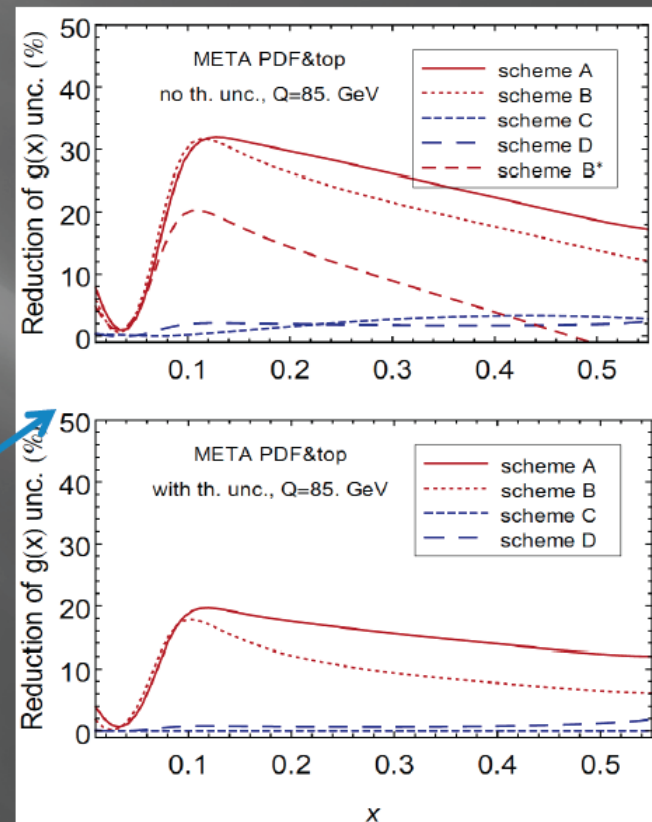 Reduction of g(x) unc. (%)
50
40
30
20
10
0
META PDF&top
no th. unc., Q=85. GeV
scheme A
scheme B
scheme C
scheme D
scheme B*
0.1 0.2 0.3 0.4 0.5
Reduction of g(x) unc. (%)
50
40
30
20
10
0
META PDF&top
with th. unc., Q=85. GeV
scheme A
scheme B
scheme C
scheme D
0.1 0.2 0.3 0.4 0.5
x